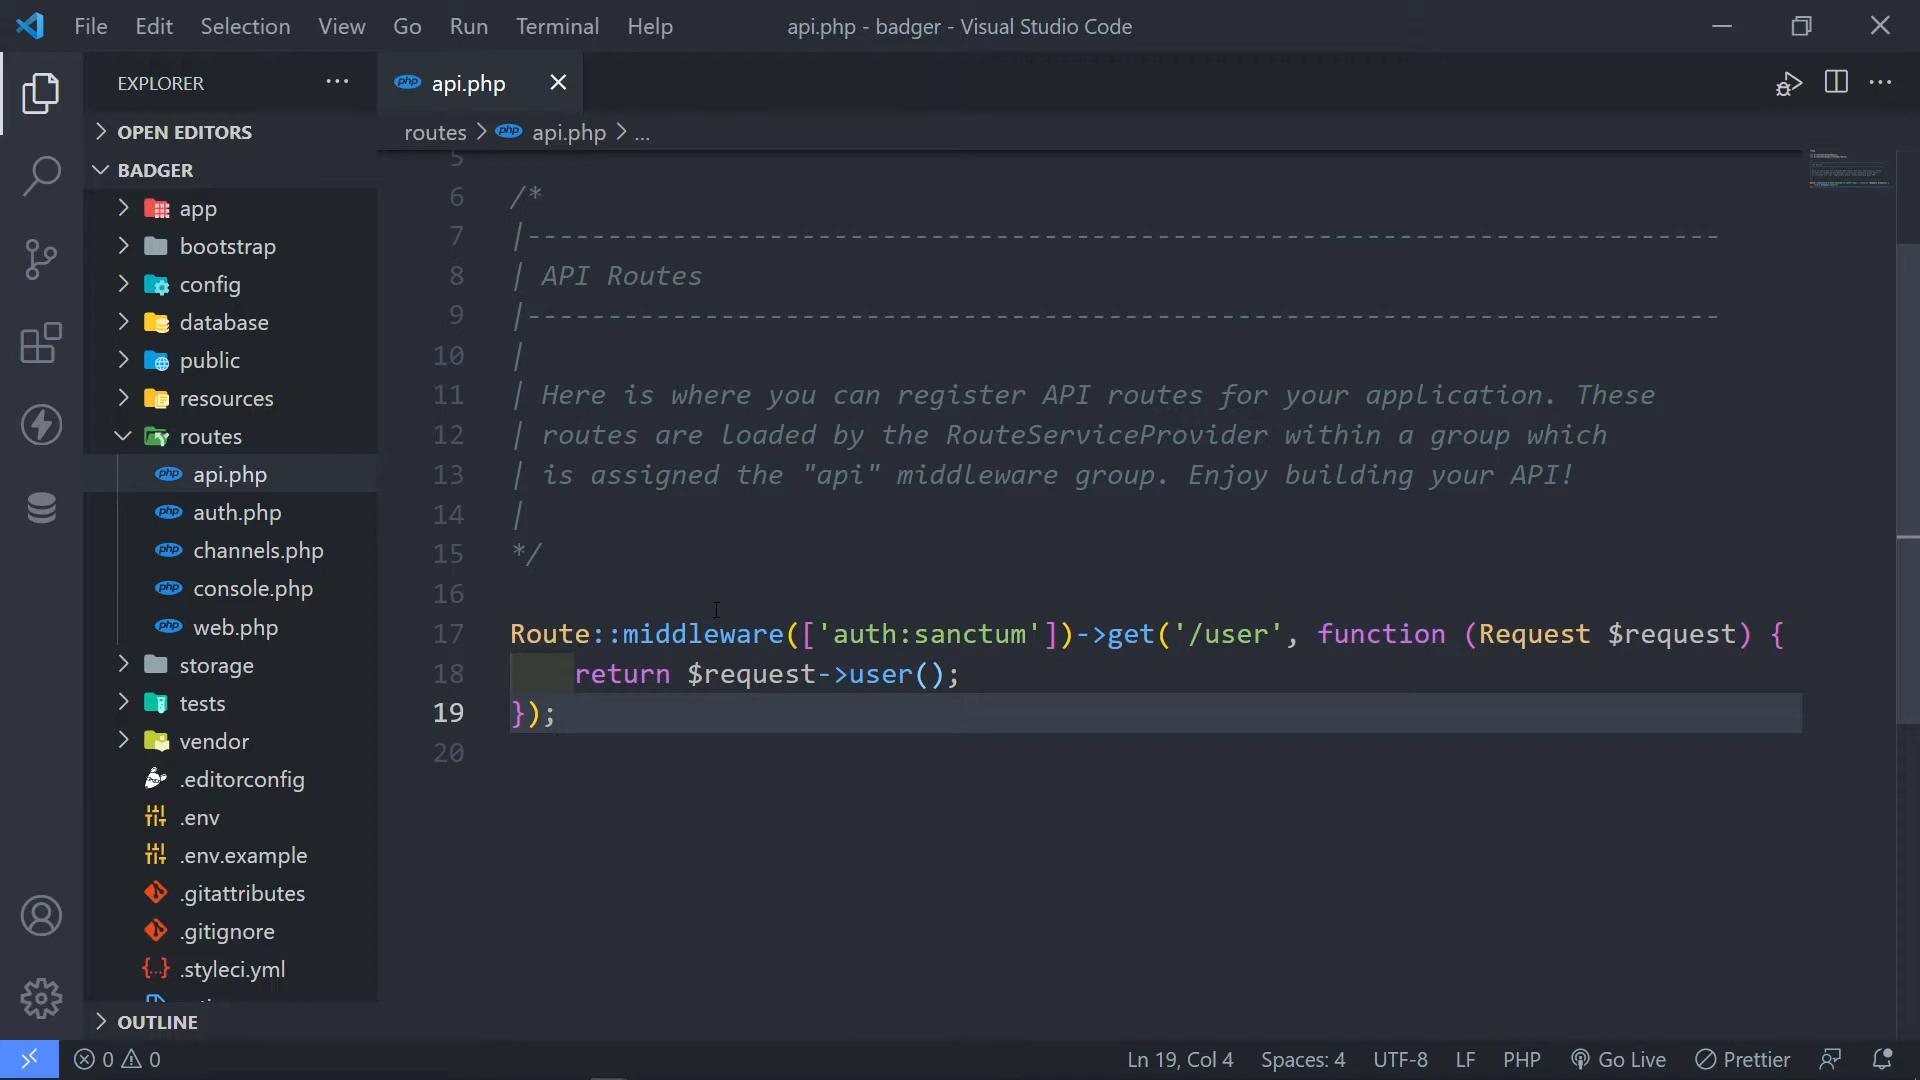 File Edit Selection View Go Run Terminal Help
api.php - badger - Visual Studio Code
EXPLORER
OPEN EDITORS
BADGER
app
bootstrap
config
database
public
resources
routes
api.php
auth.php
channels.php
console.php
web.php
storage
tests
vendor
.editorconfig
.env
.env.example
.gitattributes
.gitignore
.styleci.yml
OUTLINE
php api.php
routes > php api.php > ...
5
6 /*
7 |--------------------------------------------------------------------------
8 | API Routes
9 |--------------------------------------------------------------------------
10 |
11 | Here is where you can register API routes for your application. These
12 | routes are loaded by the RouteServiceProvider within a group which
13 | is assigned the "api" middleware group. Enjoy building your API!
14 |
15 */
16
17 Route::middleware(['auth:sanctum'])->get('/user', function (Request $request) {
18 return $request->user();
19 });
20
0 0
Ln 19, Col 4 Spaces: 4 UTF-8 LF PHP Go Live Prettier